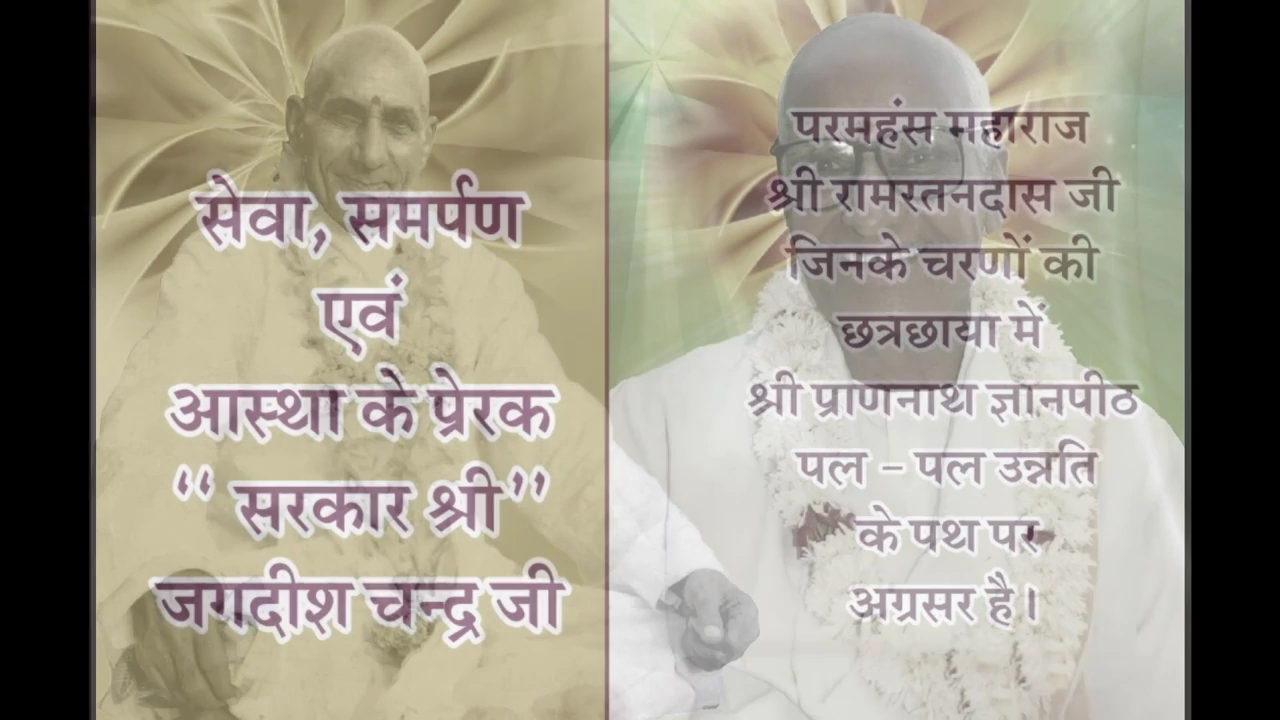 सेवा, समर्पण
एवं
आस्था के प्रेरक
“ सरकार श्री”
जगदीश चन्द्र जी
परमहंस महाराज
श्री रामरतनदास जी
जिनके चरणों की
छत्रछाया में
श्री प्राणनाथ ज्ञानपीठ
पल – पल उन्नति
के पथ पर
अग्रसर है।